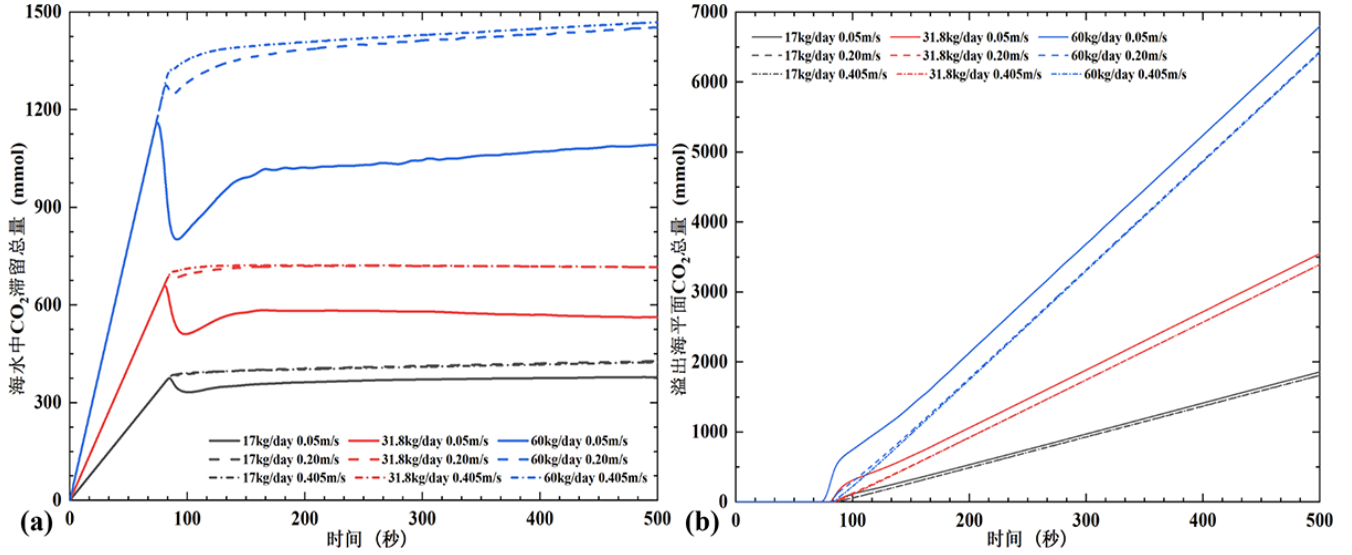 海水中CO₂滞留总量 (mmol)
1500
1200
900
600
300
0
17kg/day 0.05m/s 31.8kg/day 0.05m/s 60kg/day 0.05m/s
17kg/day 0.20m/s 31.8kg/day 0.20m/s 60kg/day 0.20m/s
17kg/day 0.405m/s 31.8kg/day 0.405m/s 60kg/day 0.405m/s
0 100 200 300 400 500
(a) 时间 (秒)
溢出海平面CO₂总量 (mmol)
7000
6000
5000
4000
3000
2000
1000
0
17kg/day 0.05m/s 31.8kg/day 0.05m/s 60kg/day 0.05m/s
17kg/day 0.20m/s 31.8kg/day 0.20m/s 60kg/day 0.20m/s
17kg/day 0.405m/s 31.8kg/day 0.405m/s 60kg/day 0.405m/s
0 100 200 300 400 500
(b) 时间 (秒)